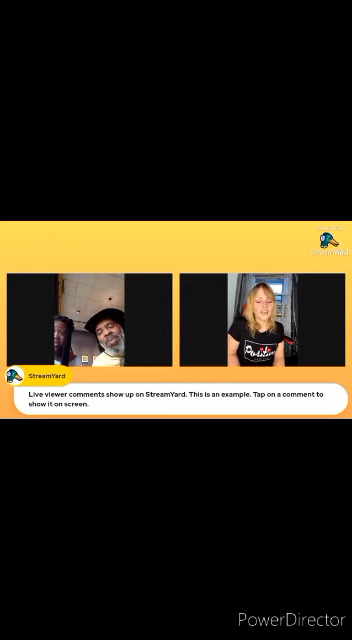 StreamYard
StreamYard
Live viewer comments show up on StreamYard. This is an example. Tap on a comment to
show it on screen.
PowerDirector